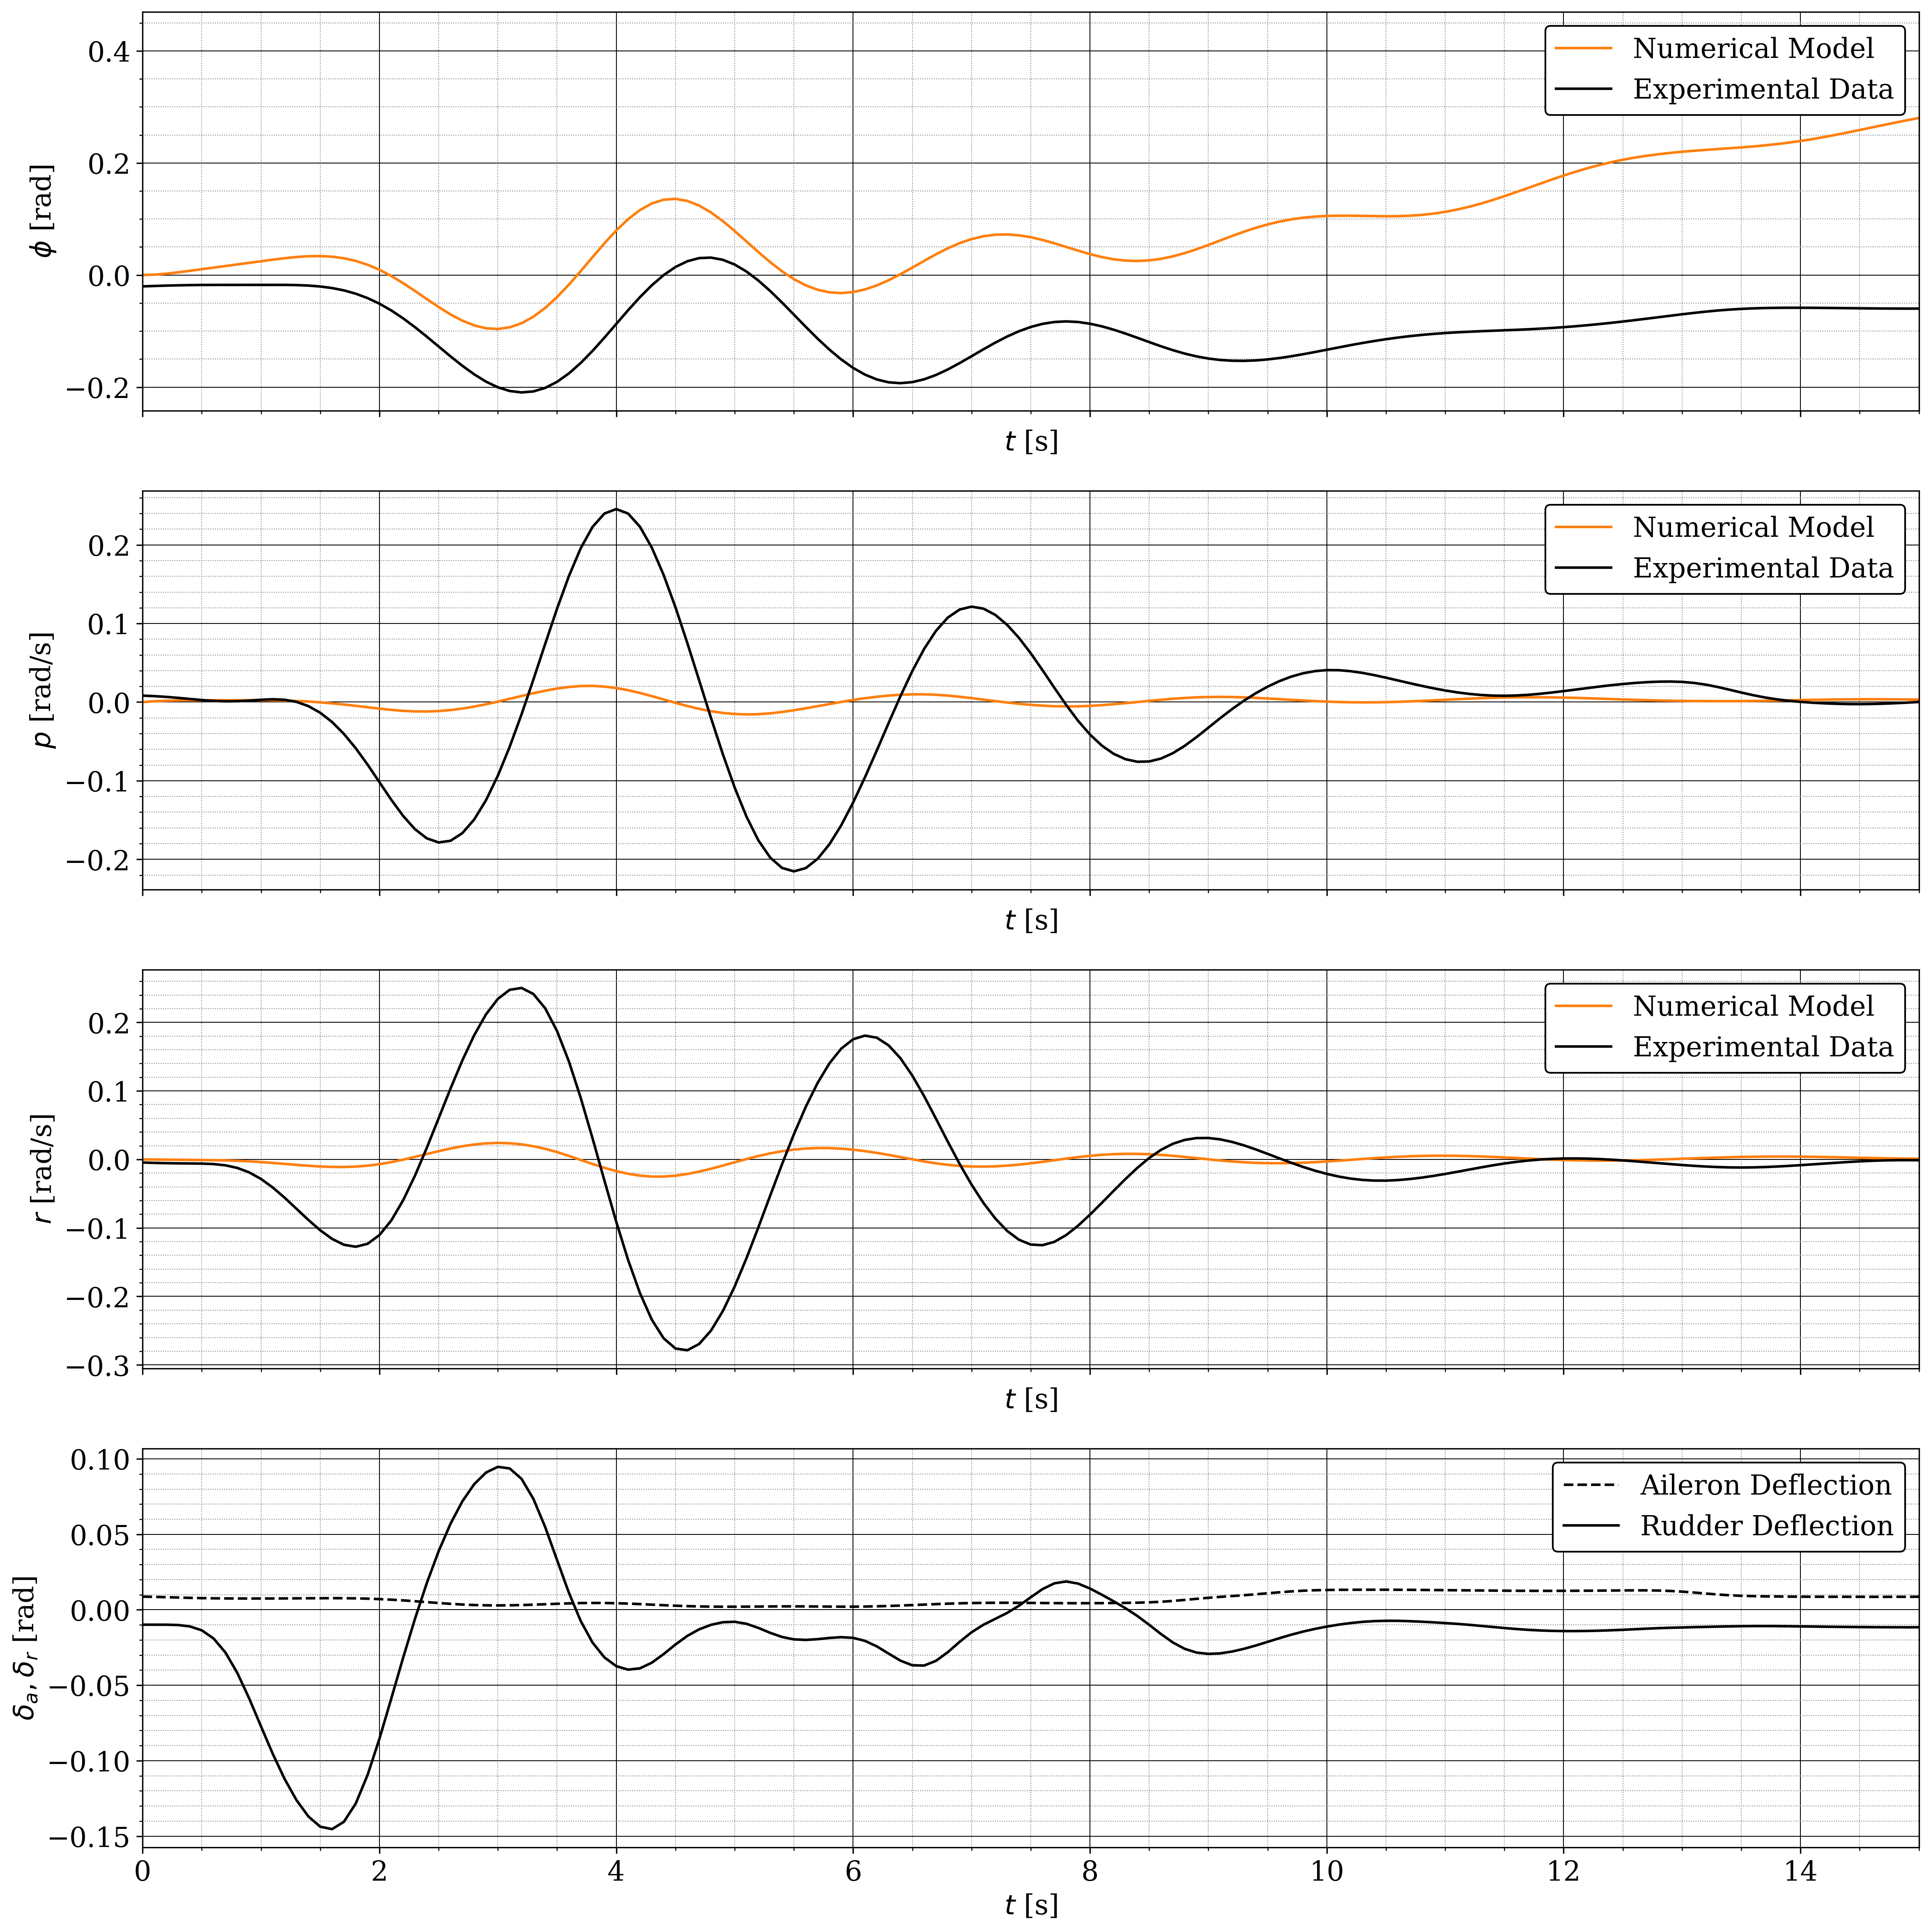 0.4
0.2
0.0
−0.2
ϕ [rad]
Numerical Model
Experimental Data
t [s]
0.2
0.1
0.0
−0.1
−0.2
p [rad/s]
Numerical Model
Experimental Data
t [s]
0.2
0.1
0.0
−0.1
−0.2
−0.3
r [rad/s]
Numerical Model
Experimental Data
t [s]
0.10
0.05
0.00
−0.05
−0.10
−0.15
δa, δr [rad]
Aileron Deflection
Rudder Deflection
0 2 4 6 8 10 12 14
t [s]